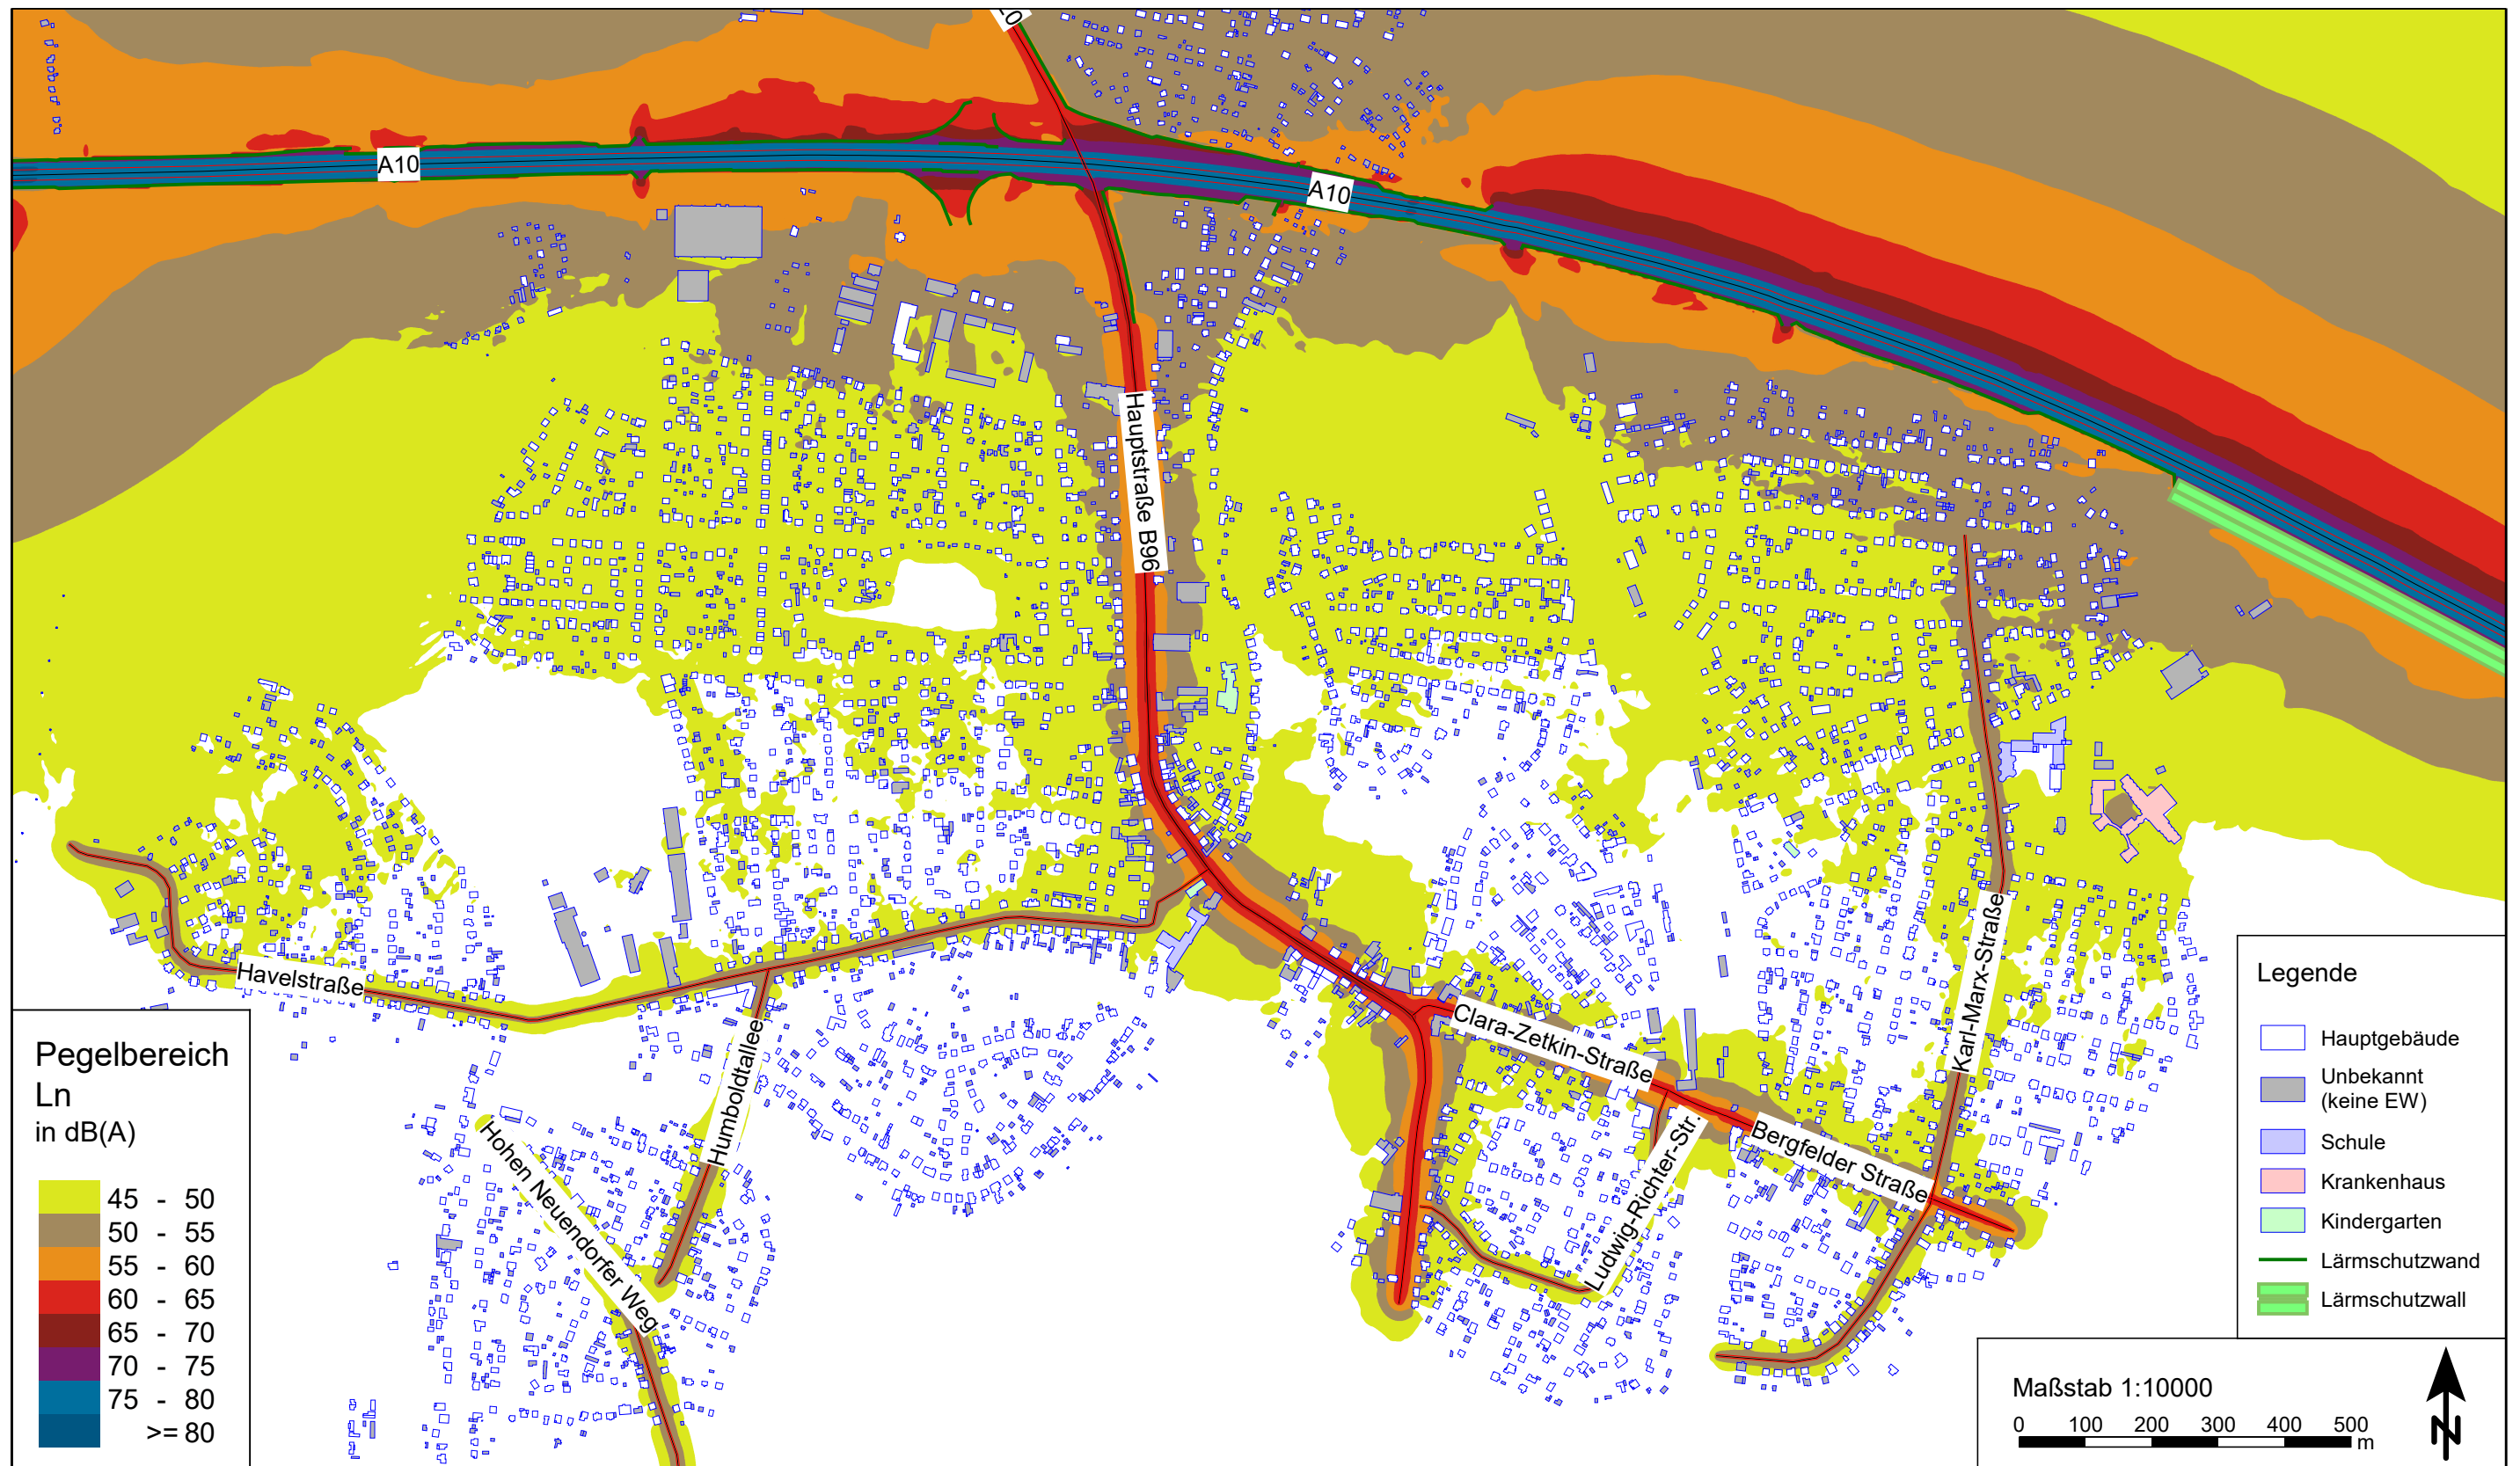 A10
A10
Hauptstraße B96
Havelstraße
Humboldtallee
Hohen Neuendorfer Weg
Clara-Zetkin-Straße
Ludwig-Richter-Str.
Bergfelder Straße
Karl-Marx-Straße
Pegelbereich
Ln
in dB(A)
45 - 50
50 - 55
55 - 60
60 - 65
65 - 70
70 - 75
75 - 80
>= 80
Legende
Hauptgebäude
Unbekannt
(keine EW)
Schule
Krankenhaus
Kindergarten
Lärmschutzwand
Lärmschutzwall
Maßstab 1:10000
0 100 200 300 400 500
m
N